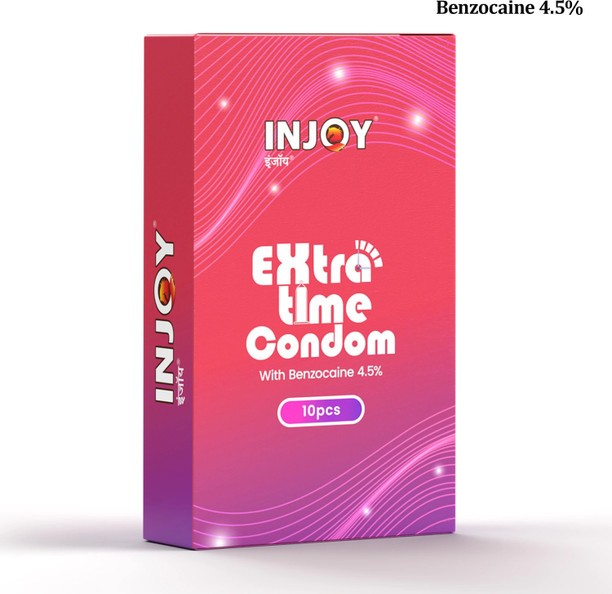 Benzocaine 4.5%
INJOY®
इंजॉय®
EXtra
time
Condom
With Benzocaine 4.5%
10pcs
INJOY®
इंजॉय®